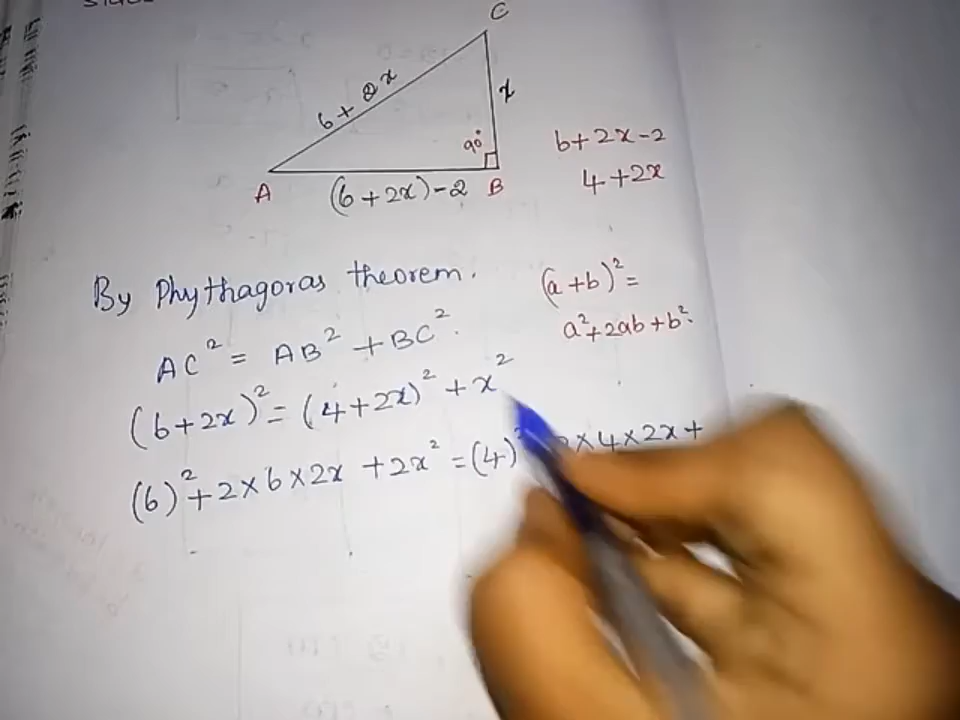 C
6 + 2x
x
90°
A
(6 + 2x) - 2
B
6 + 2x - 2
4 + 2x
By Phythagoras theorem.
(a + b)² =
a² + 2ab + b².
AC² = AB² + BC².
(6 + 2x)² = (4 + 2x)² + x²
(6)² + 2 × 6 × 2x + 2x² = (4)² × 4 × 2x +